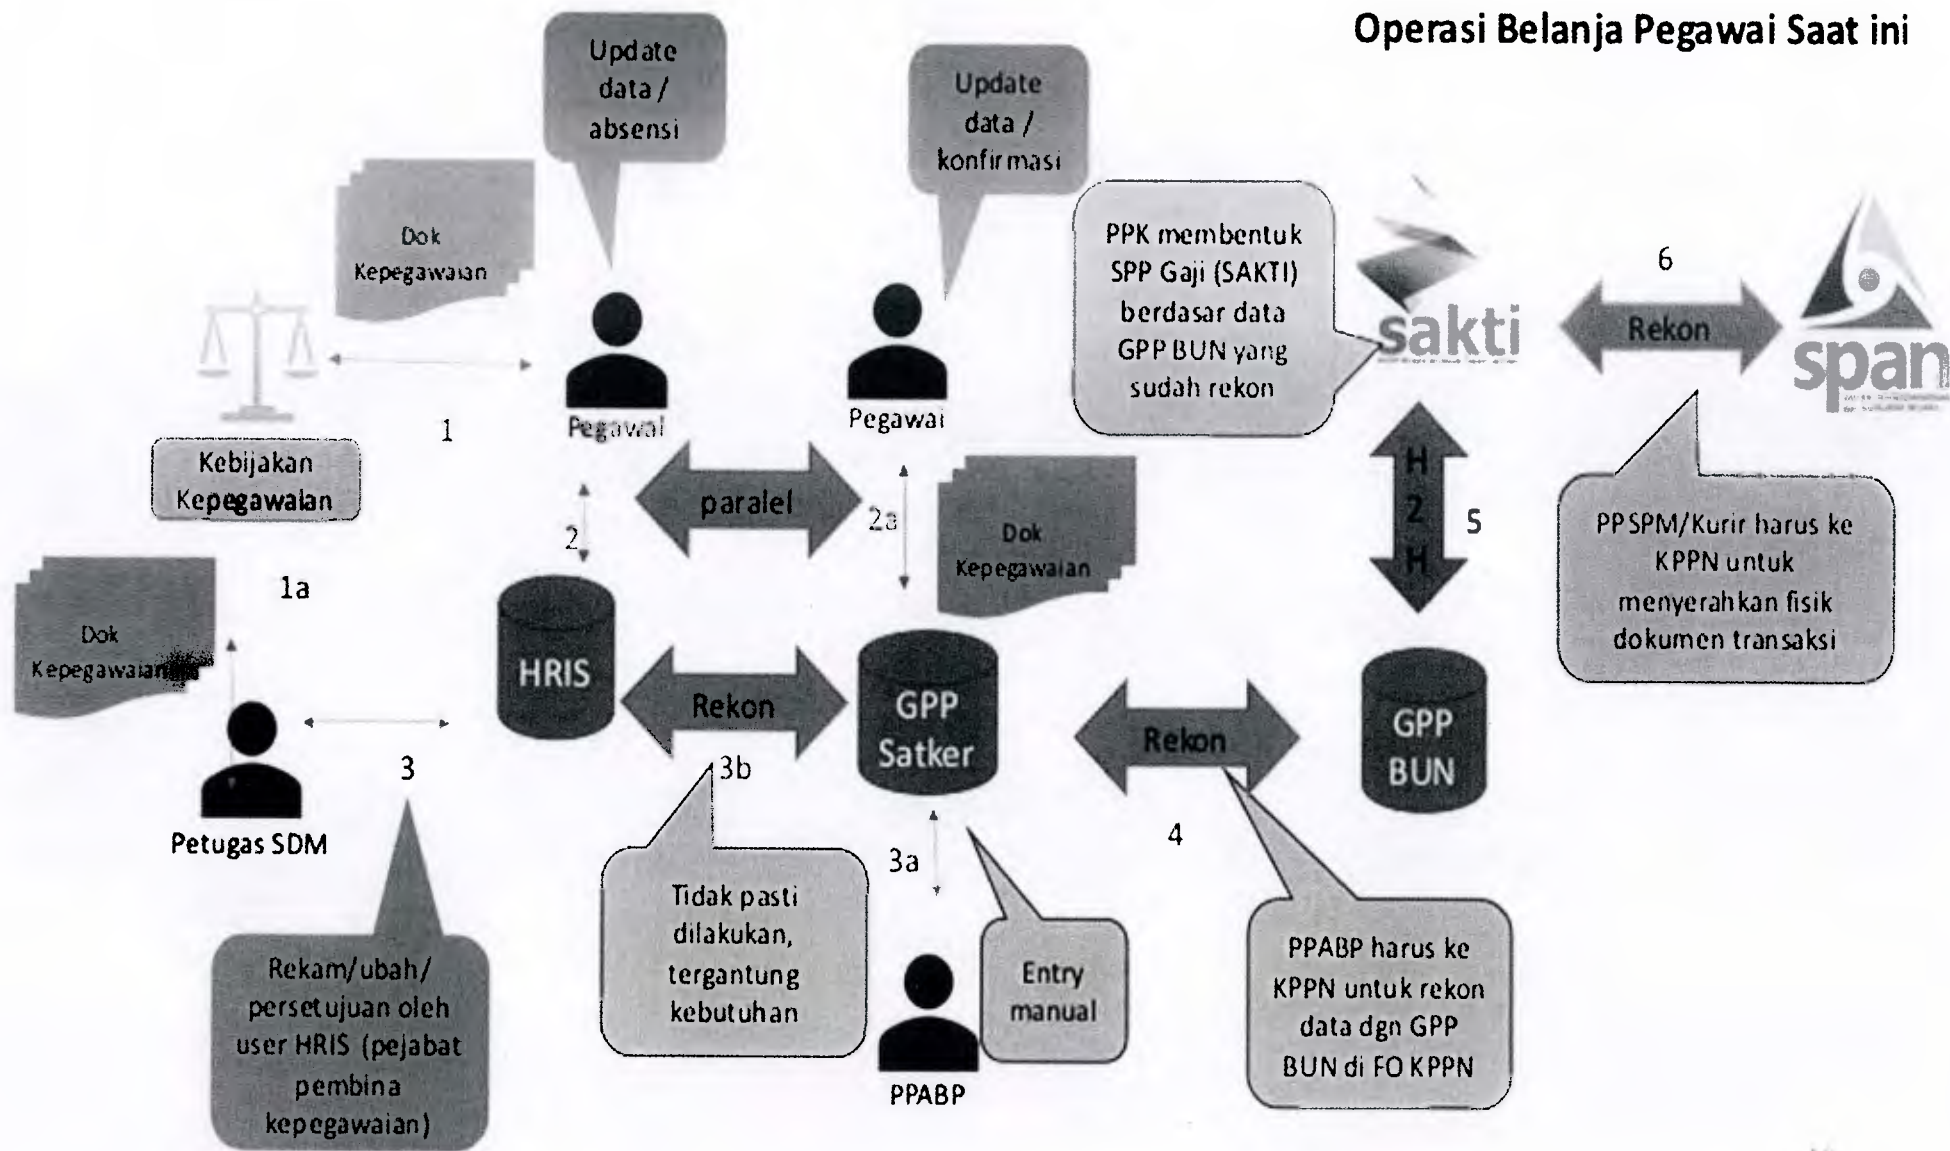 Operasi Belanja Pegawai Saat ini
Update
data /
absensi
Update
data /
konfirmasi
Dok
Kepegawaian
Pegawai
Pegawai
1
Kebijakan
Kepegawaian
PPK membentuk
SPP Gaji (SAKTI)
berdasar data
GPP BUN yang
sudah rekon
sakti
6
Rekon
span
paralel
2
2a
Dok
Kepegawaian
H
2
H
5
PPSPM/Kurir harus ke
KPPN untuk
menyerahkan fisik
dokumen transaksi
1a
Dok
Kepegawaian
HRIS
Rekon
3b
GPP
Satker
Rekon
4
GPP
BUN
Petugas SDM
3
3a
Rekam/ubah/
persetujuan oleh
user HRIS (pejabat
pembina
kepegawaian)
Tidak pasti
dilakukan,
tergantung
kebutuhan
PPABP
Entry
manual
PPABP harus ke
KPPN untuk rekon
data dgn GPP
BUN di FO KPPN